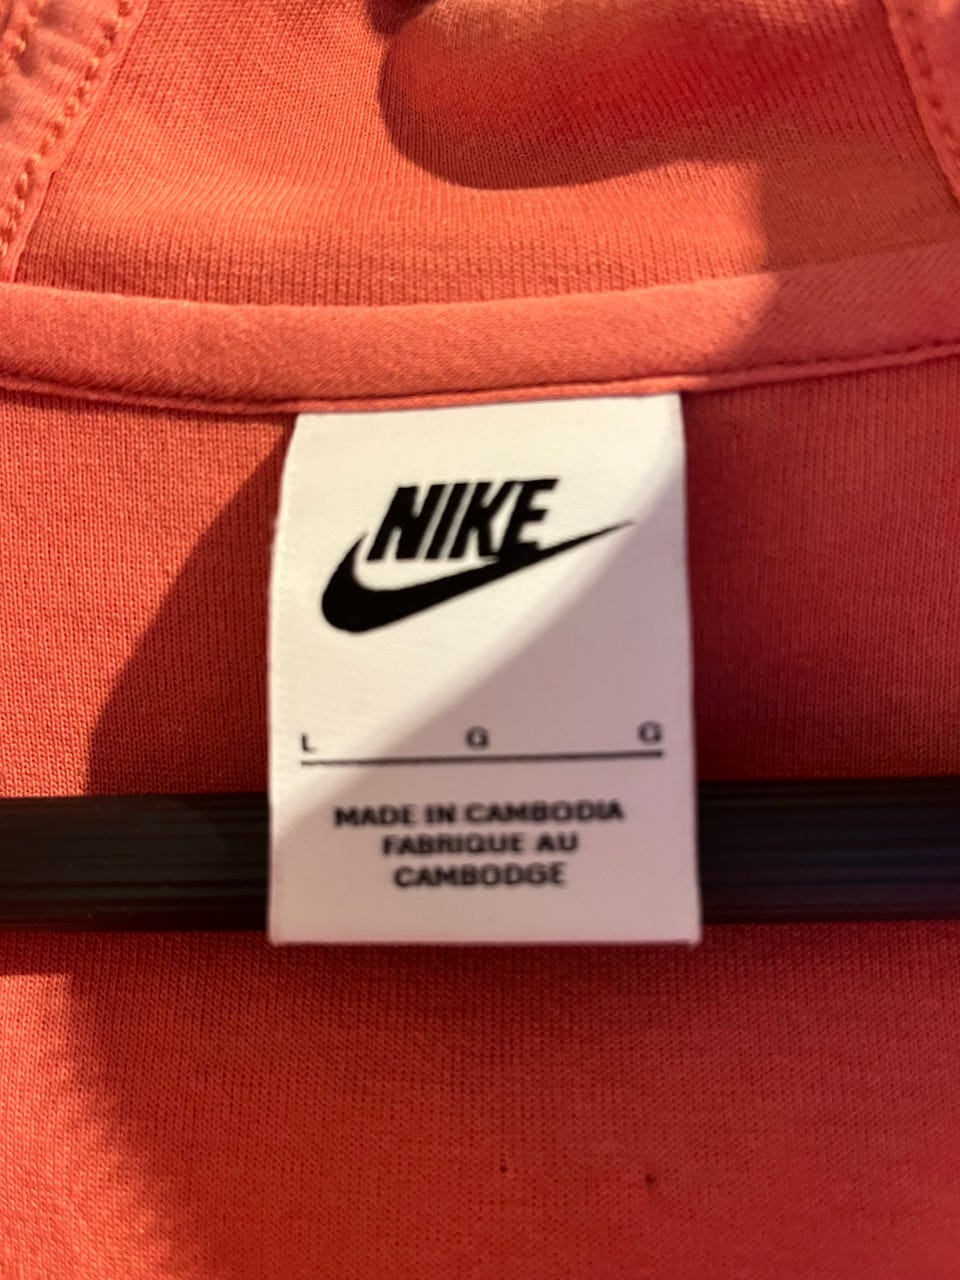 NIKE
L G G
MADE IN CAMBODIA
FABRIQUE AU
CAMBODGE